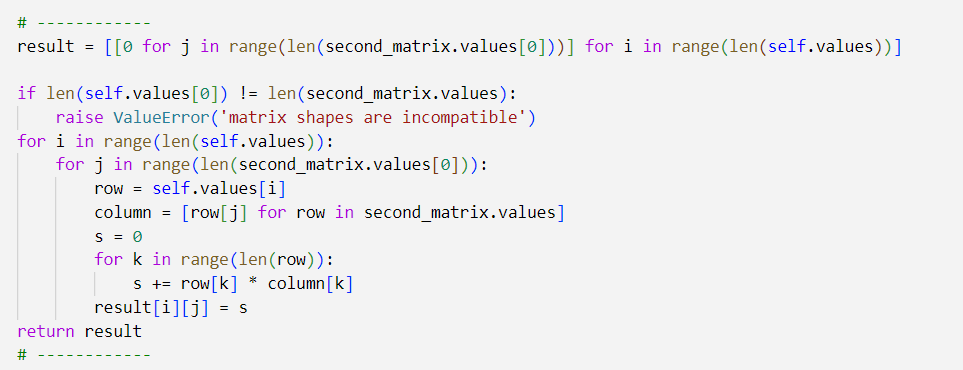 # ------------
result = [[0 for j in range(len(second_matrix.values[0]))] for i in range(len(self.values))]

if len(self.values[0]) != len(second_matrix.values):
    raise ValueError('matrix shapes are incompatible')
for i in range(len(self.values)):
    for j in range(len(second_matrix.values[0])):
        row = self.values[i]
        column = [row[j] for row in second_matrix.values]
        s = 0
        for k in range(len(row)):
            s += row[k] * column[k]
        result[i][j] = s
return result
# ------------